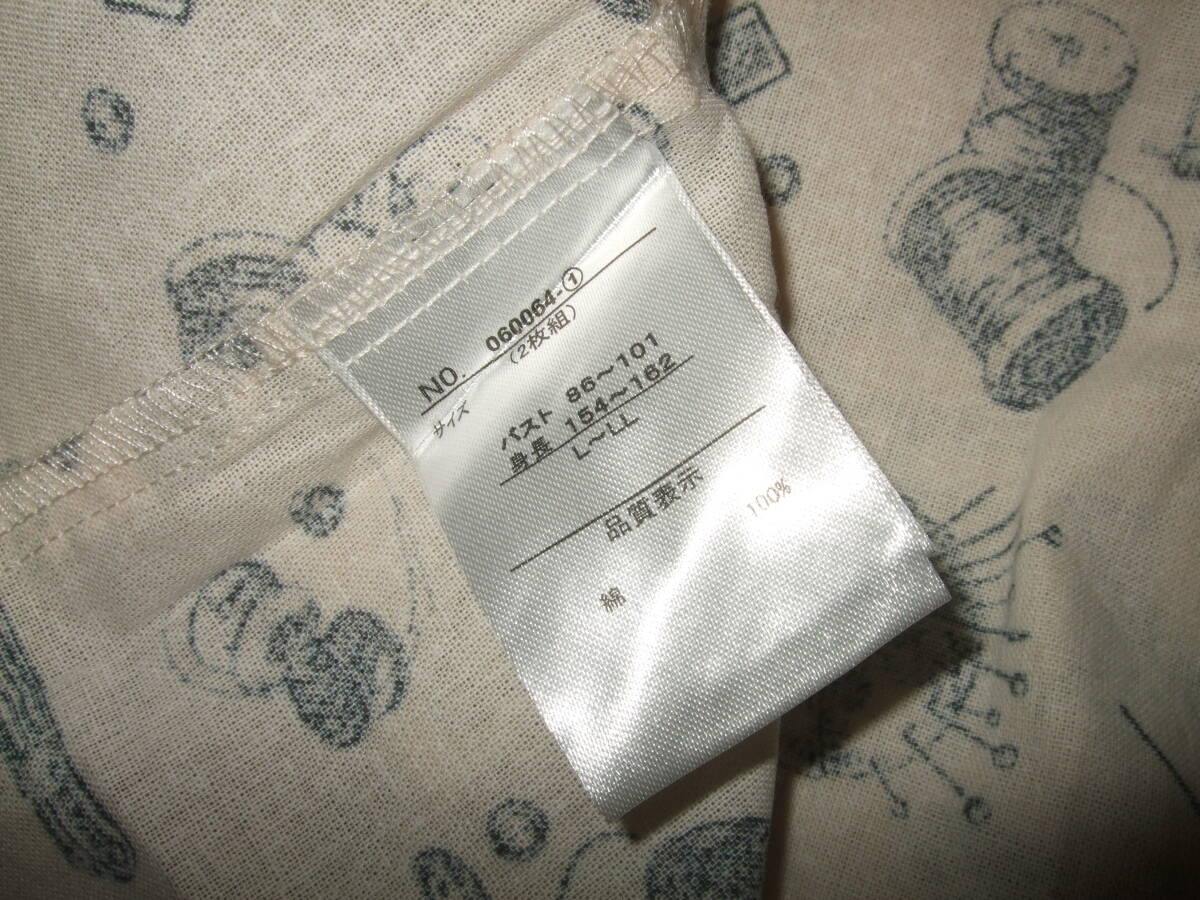 NO. 060064-①
(2枚組)
サイズ
バスト 86～101
身長 154～162
L～LL
品質表示
綿 100%